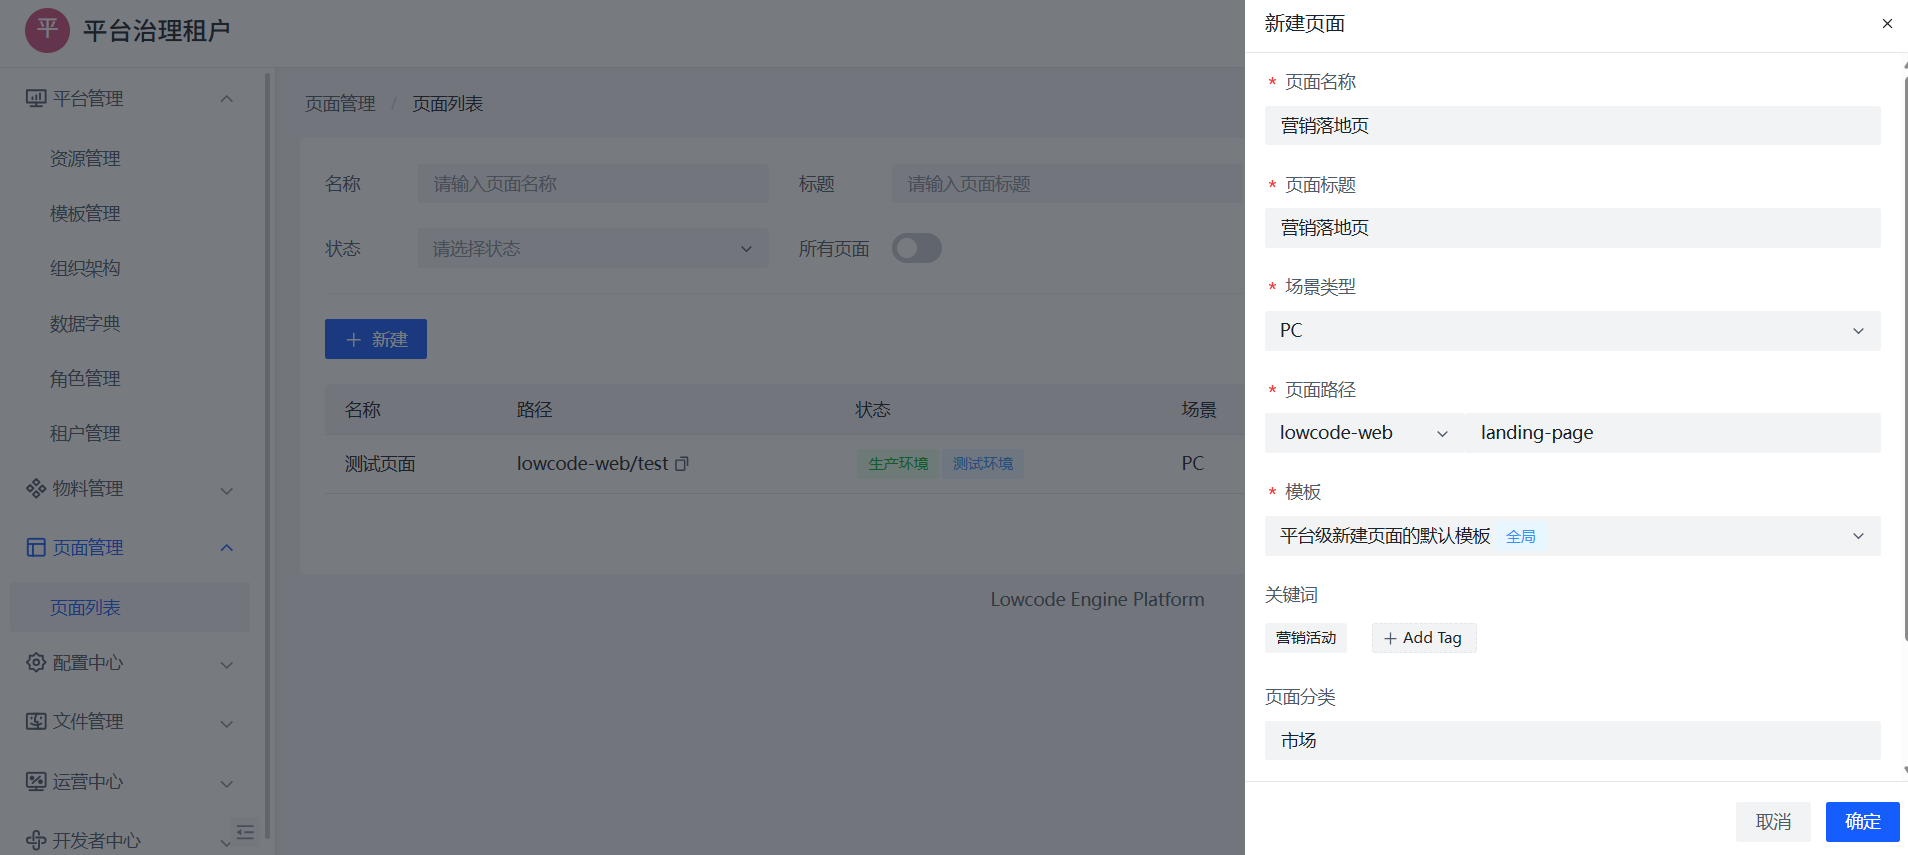 平 平台治理租户
平台管理
资源管理
模板管理
组织架构
数据字典
角色管理
租户管理
物料管理
页面管理
页面列表
配置中心
文件管理
运营中心
开发者中心
页面管理 / 页面列表
名称 请输入页面名称 标题 请输入页面标题
状态 请选择状态 所有页面
新建
名称 路径 状态 场景
测试页面 lowcode-web/test 生产环境 测试环境 PC
Lowcode Engine Platform
新建页面
* 页面名称
营销落地页
* 页面标题
营销落地页
* 场景类型
PC
* 页面路径
lowcode-web landing-page
* 模板
平台级新建页面的默认模板 全局
关键词
营销活动 + Add Tag
页面分类
市场
取消 确定